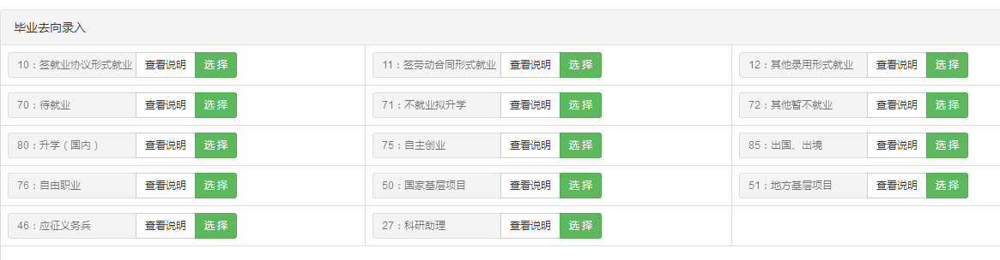 毕业去向录入
10：签就业协议形式就业 查看说明 选 择 11：签劳动合同形式就业 查看说明 选 择 12：其他录用形式就业 查看说明 选 择
70：待就业 查看说明 选 择 71：不就业拟升学 查看说明 选 择 72：其他暂不就业 查看说明 选 择
80：升学（国内） 查看说明 选 择 75：自主创业 查看说明 选 择 85：出国、出境 查看说明 选 择
76：自由职业 查看说明 选 择 50：国家基层项目 查看说明 选 择 51：地方基层项目 查看说明 选 择
46：应征义务兵 查看说明 选 择 27：科研助理 查看说明 选 择